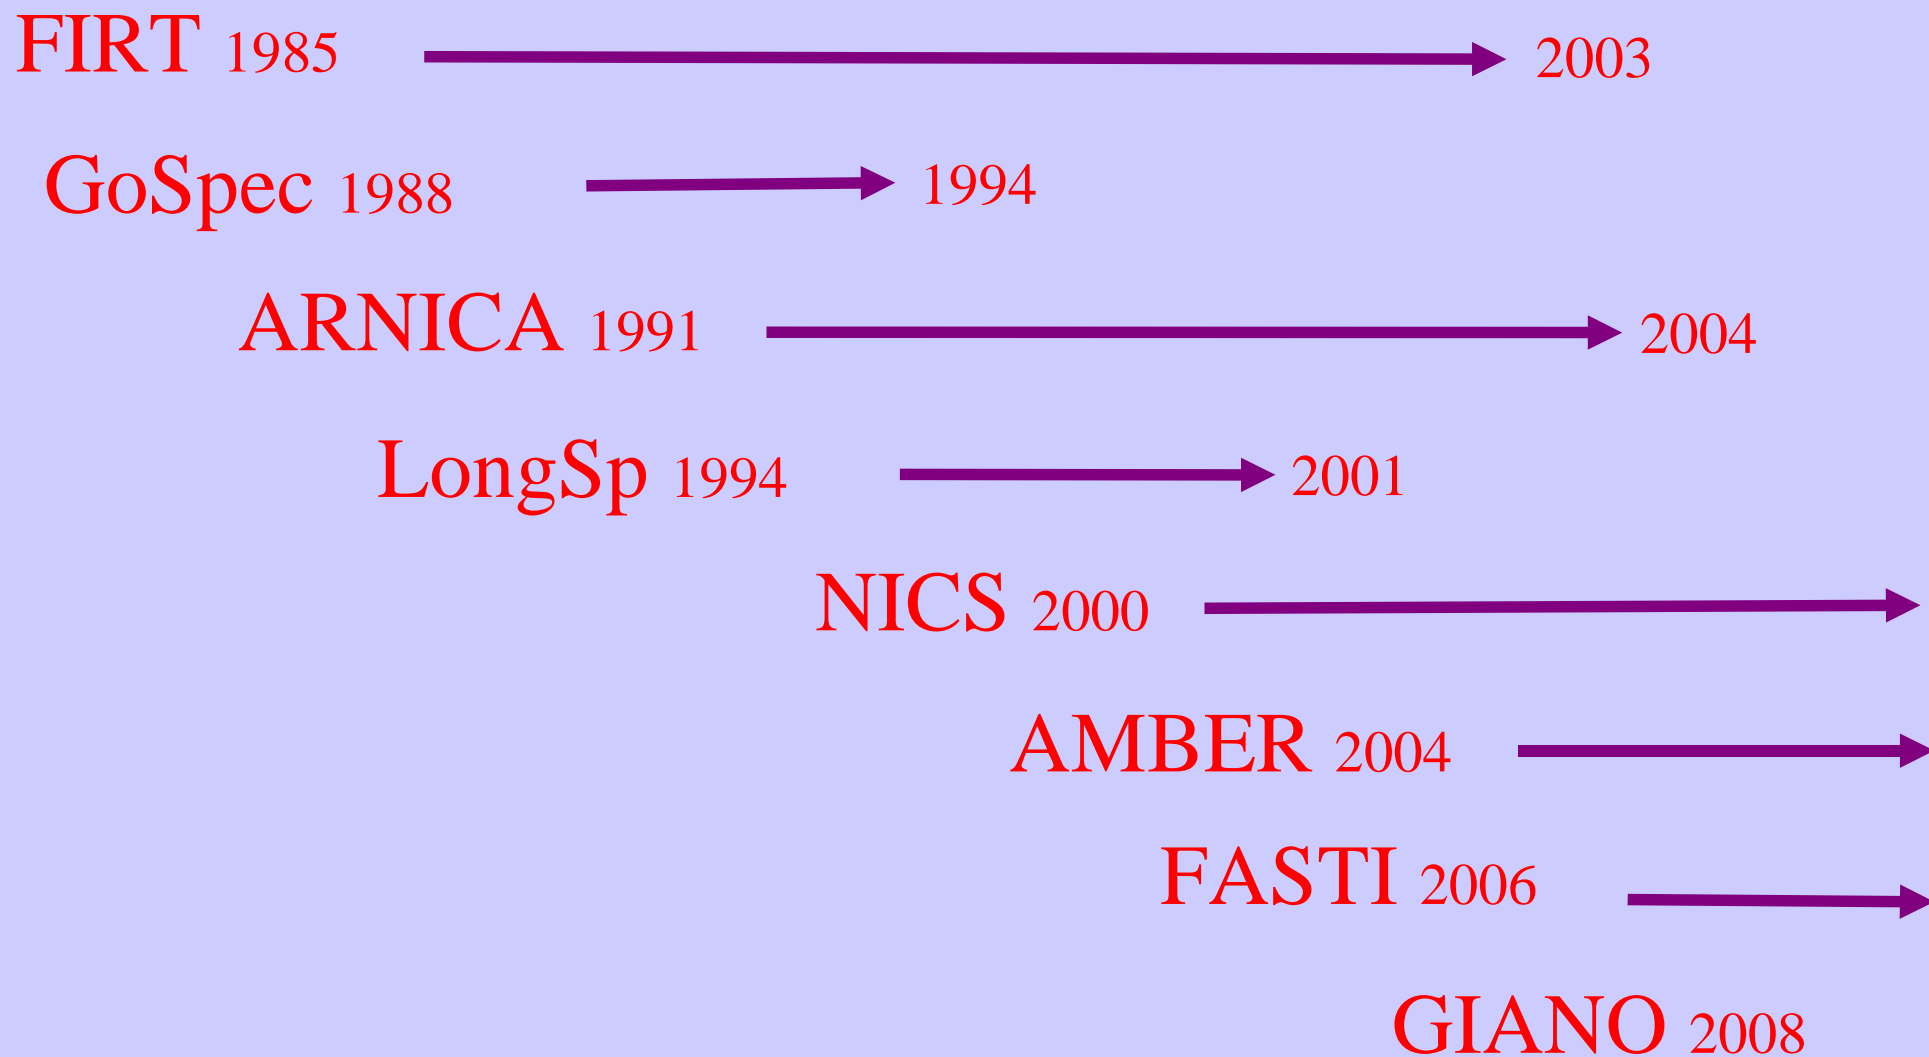 FIRT 1985 2003
GoSpec 1988 1994
ARNICA 1991 2004
LongSp 1994 2001
NICS 2000
AMBER 2004
FASTI 2006
GIANO 2008